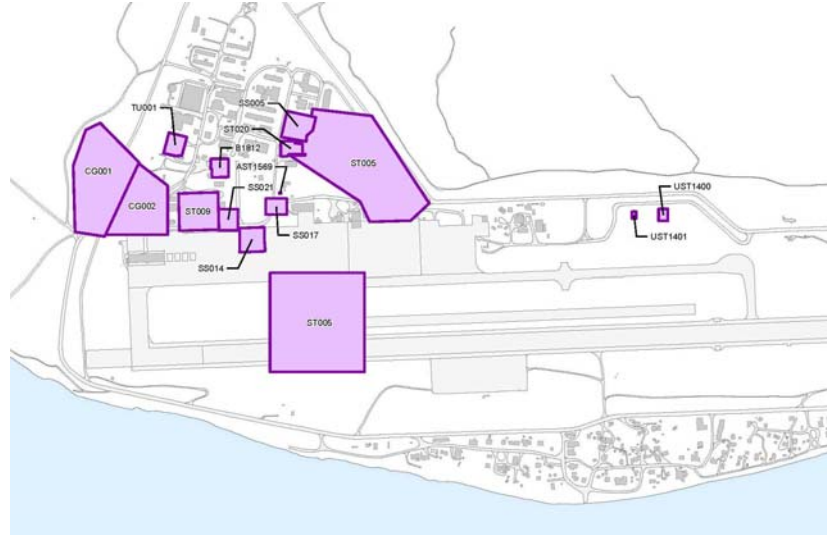 SS005
TU001
ST020
B1812
AST1569
ST005
CG001
SS021
UST1400
CG002
ST009
SS017
UST1401
SS014
ST005